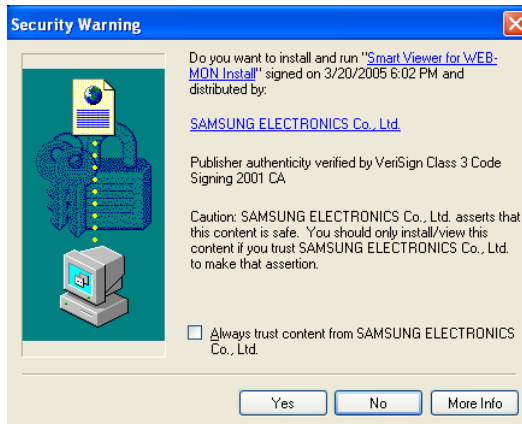 Security Warning
Do you want to install and run "Smart Viewer for WEB-
MON Install" signed on 3/20/2005 6:02 PM and
distributed by:
SAMSUNG ELECTRONICS Co., Ltd.
Publisher authenticity verified by VeriSign Class 3 Code
Signing 2001 CA
Caution: SAMSUNG ELECTRONICS Co., Ltd. asserts that
this content is safe.  You should only install/view this
content if you trust SAMSUNG ELECTRONICS Co., Ltd.
to make that assertion.
Always trust content from SAMSUNG ELECTRONICS
Co., Ltd.
Yes No More Info